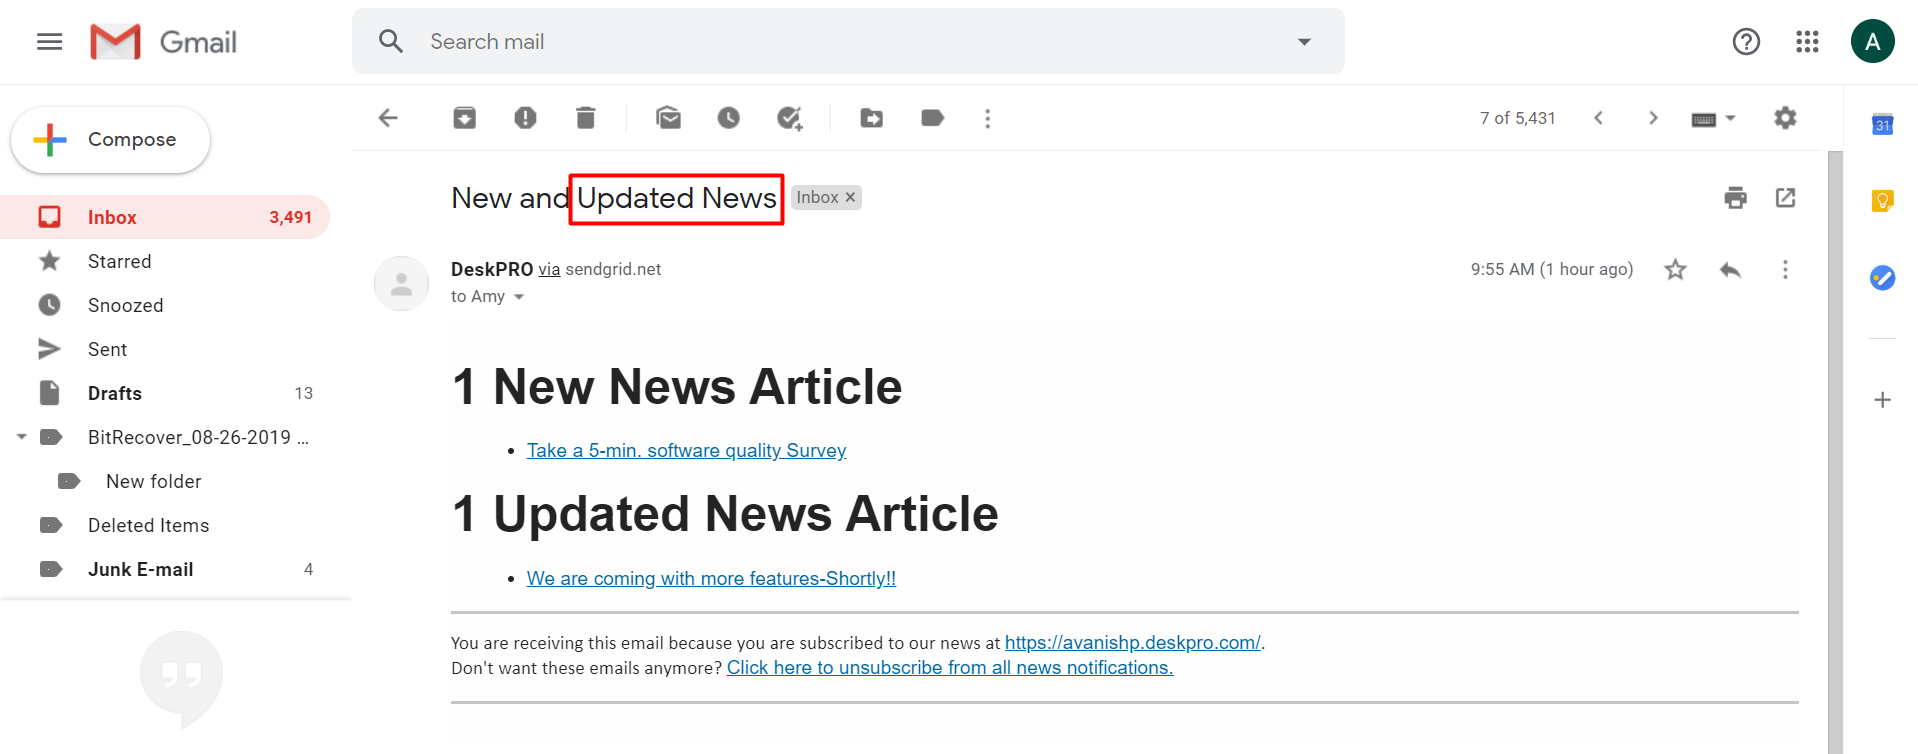 Gmail
Search mail
A
Compose
7 of 5,431
31
New and Updated News Inbox ×
Inbox 3,491
Starred
Snoozed
Sent
Drafts 13
BitRecover_08-26-2019 ...
New folder
Deleted Items
Junk E-mail 4
DeskPRO via sendgrid.net 9:55 AM (1 hour ago)
to Amy
1 New News Article
• Take a 5-min. software quality Survey
1 Updated News Article
• We are coming with more features-Shortly!!
You are receiving this email because you are subscribed to our news at https://avanishp.deskpro.com/.
Don't want these emails anymore? Click here to unsubscribe from all news notifications.